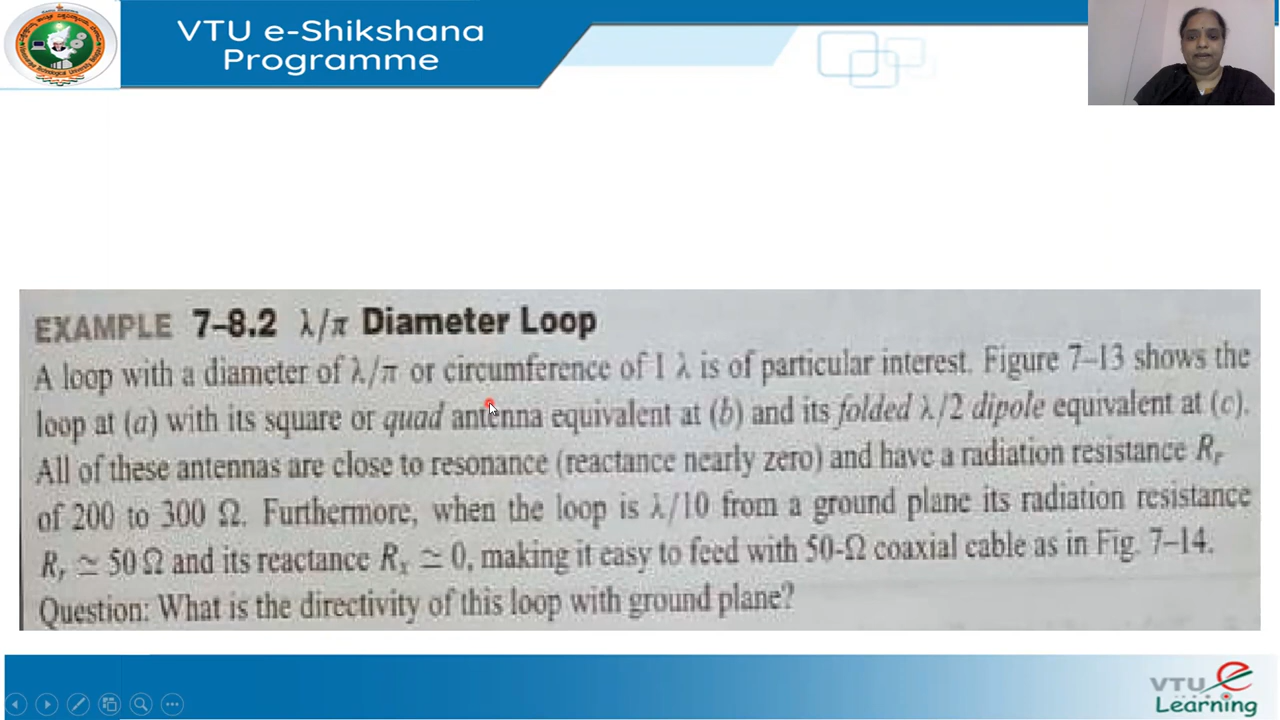 VTU e-Shikshana
Programme
EXAMPLE 7–8.2 λ/π Diameter Loop
A loop with a diameter of λ/π or circumference of 1 λ is of particular interest. Figure 7–13 shows the
loop at (a) with its square or quad antenna equivalent at (b) and its folded λ/2 dipole equivalent at (c).
All of these antennas are close to resonance (reactance nearly zero) and have a radiation resistance Rr
of 200 to 300 Ω. Furthermore, when the loop is λ/10 from a ground plane its radiation resistance
Rr ≃ 50 Ω and its reactance Rx ≃ 0, making it easy to feed with 50-Ω coaxial cable as in Fig. 7–14.
Question: What is the directivity of this loop with ground plane?
VTU e
Learning